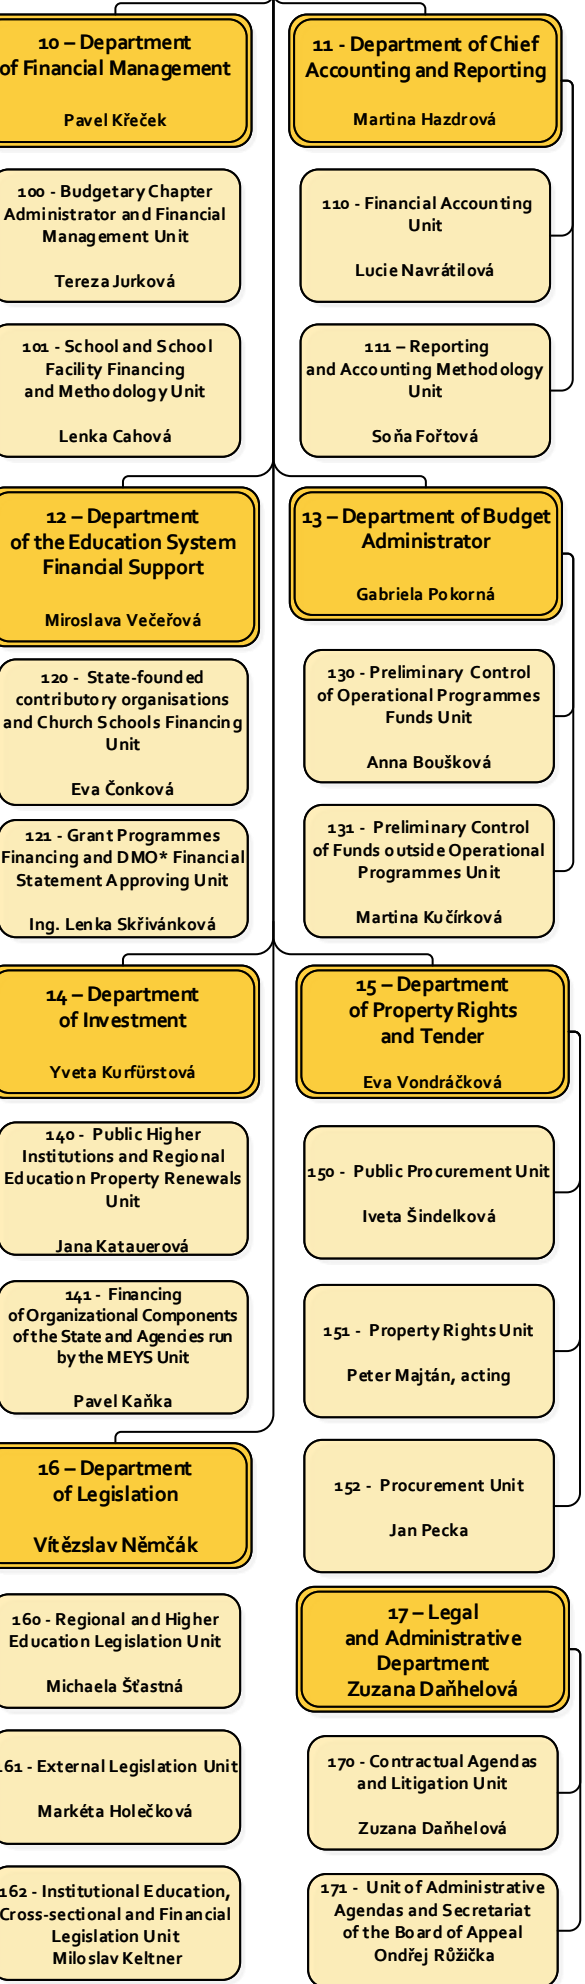 10 – Department
of Financial Management
Pavel Křeček
11 - Department of Chief
Accounting and Reporting
Martina Hazdrová
100 - Budgetary Chapter
Administrator and Financial
Management Unit
Tereza Jurková
110 - Financial Accounting
Unit
Lucie Navrátilová
101 - School and School
Facility Financing
and Methodology Unit
Lenka Cahová
111 – Reporting
and Accounting Methodology
Unit
Soňa Fořtová
12 – Department
of the Education System
Financial Support
Miroslava Večeřová
13 – Department of Budget
Administrator
Gabriela Pokorná
120 - State-founded
contributory organisations
and Church Schools Financing
Unit
Eva Čonková
130 - Preliminary Control
of Operational Programmes
Funds Unit
Anna Boušková
121 - Grant Programmes
Financing and DMO* Financial
Statement Approving Unit
Ing. Lenka Skřivánková
131 - Preliminary Control
of Funds outside Operational
Programmes Unit
Martina Kučírková
14 – Department
of Investment
Yveta Kurfürstová
15 – Department
of Property Rights
and Tender
Eva Vondráčková
140 - Public Higher
Institutions and Regional
Education Property Renewals
Unit
Jana Katauerová
150 - Public Procurement Unit
Iveta Šindelková
141 - Financing
of Organizational Components
of the State and Agencies run
by the MEYS Unit
Pavel Kaňka
151 - Property Rights Unit
Peter Majtán, acting
16 – Department
of Legislation
Vítězslav Němčák
152 - Procurement Unit
Jan Pecka
160 - Regional and Higher
Education Legislation Unit
Michaela Šťastná
17 – Legal
and Administrative
Department
Zuzana Daňhelová
161 - External Legislation Unit
Markéta Holečková
170 - Contractual Agendas
and Litigation Unit
Zuzana Daňhelová
162 - Institutional Education,
Cross-sectional and Financial
Legislation Unit
Miloslav Keltner
171 - Unit of Administrative
Agendas and Secretariat
of the Board of Appeal
Ondřej Růžička